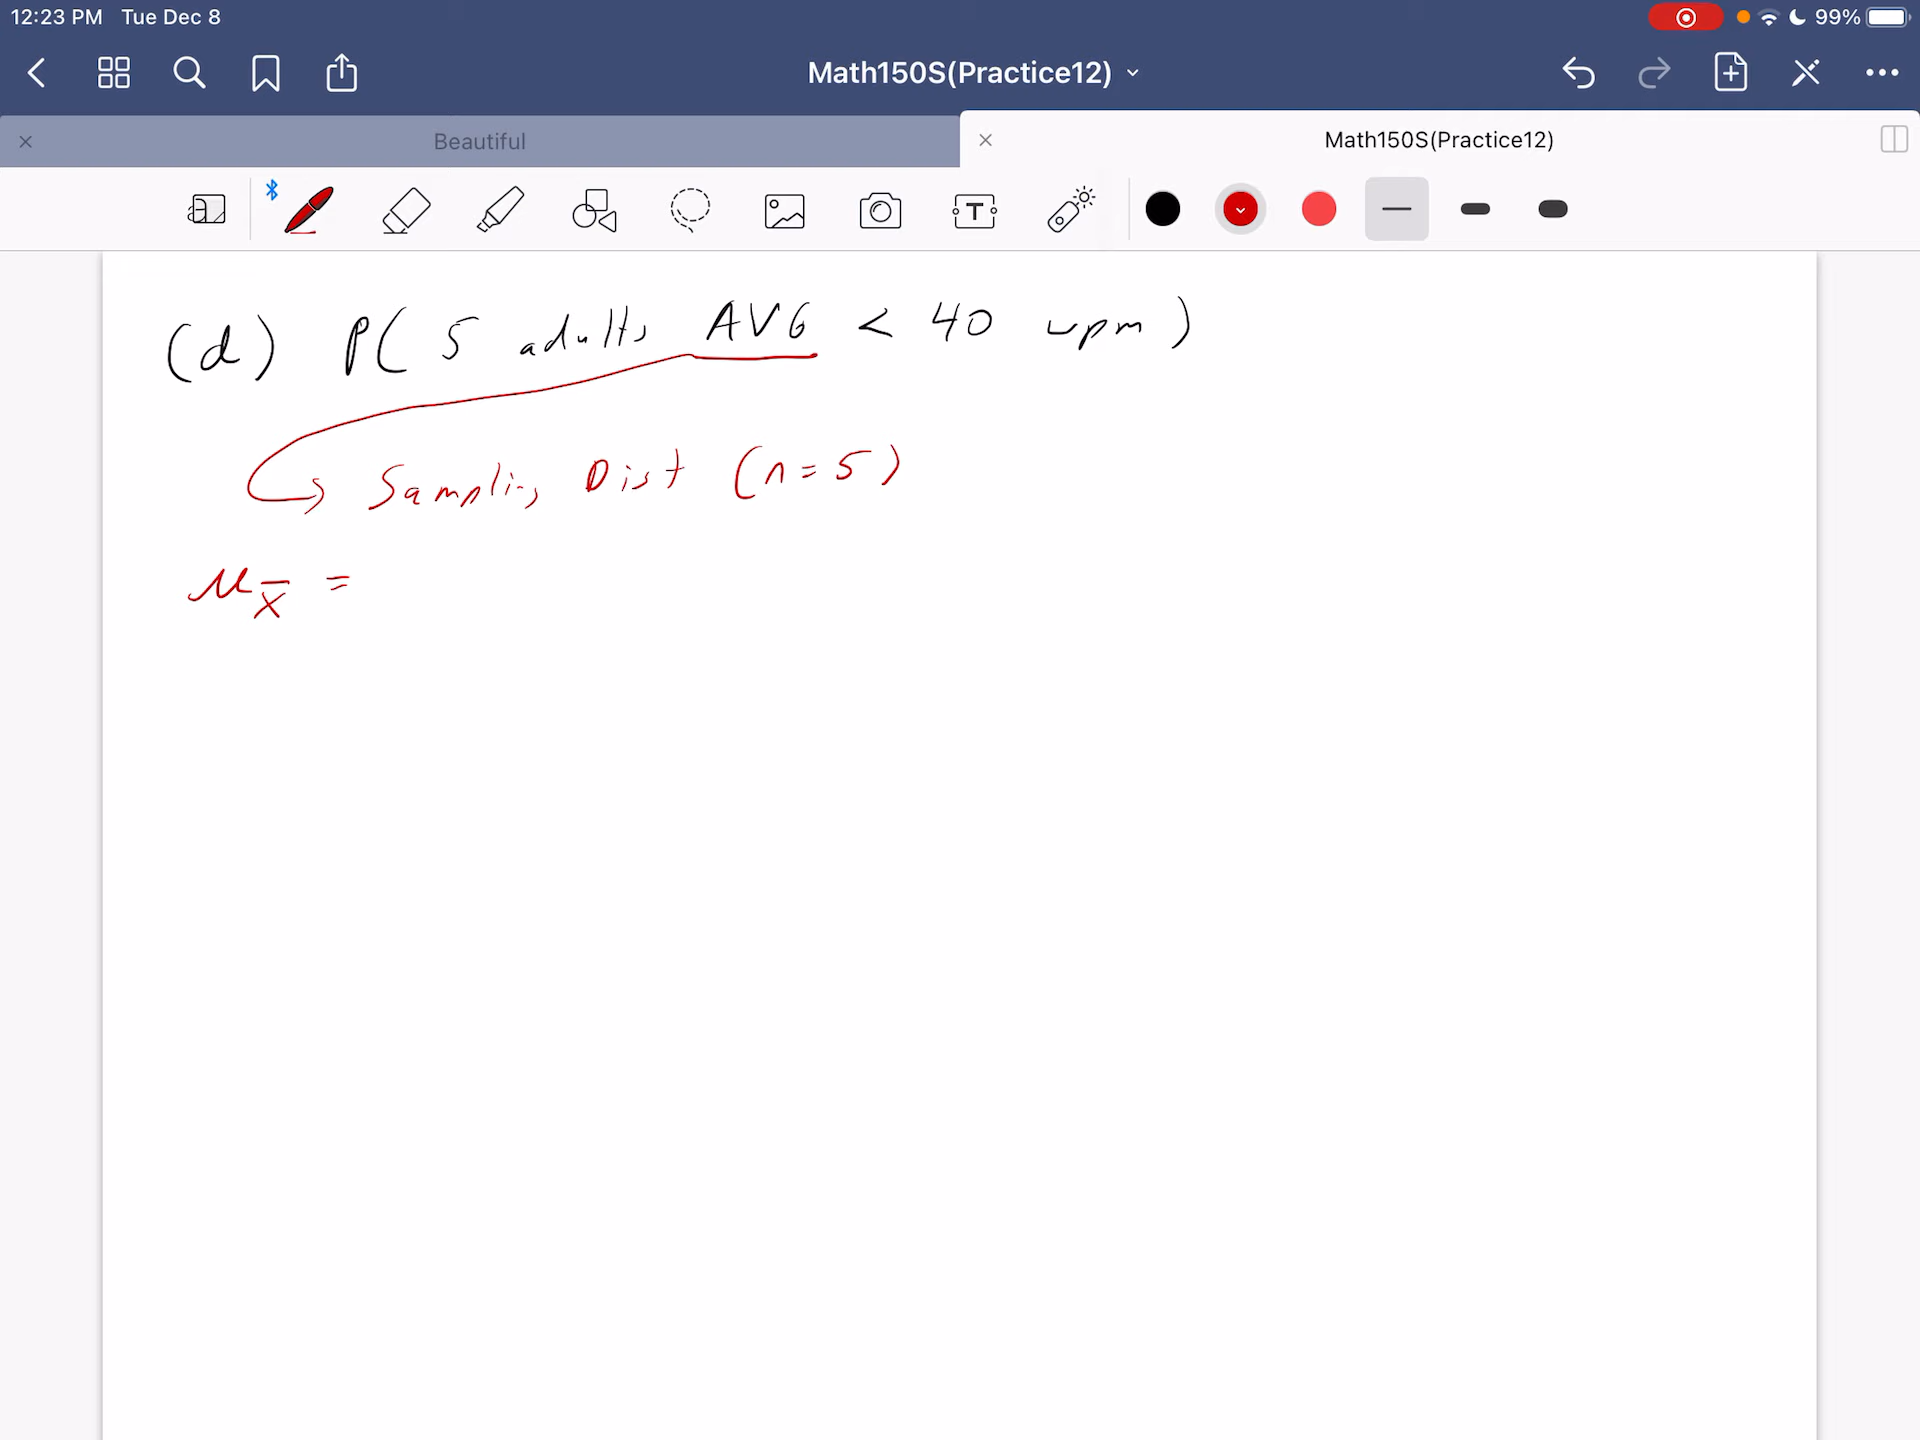 12:23 PM Tue Dec 8 99%
Math150S(Practice12)
Beautiful Math150S(Practice12)
(d) P( 5 adults AVG < 40 wpm )
Sampling Dist (n=5)
μx̄ =